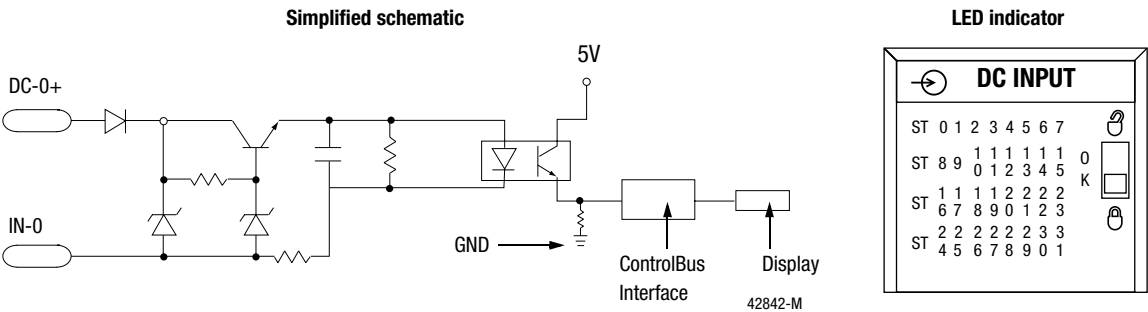 Simplified schematic
LED indicator
5V
DC-0+
IN-0
GND
ControlBus
Interface
Display
42842-M
DC INPUT
ST 0 1 2 3 4 5 6 7
ST 8 9 10 11 12 13 14 15
ST 16 17 18 19 20 21 22 23
ST 24 25 26 27 28 29 30 31
O
K